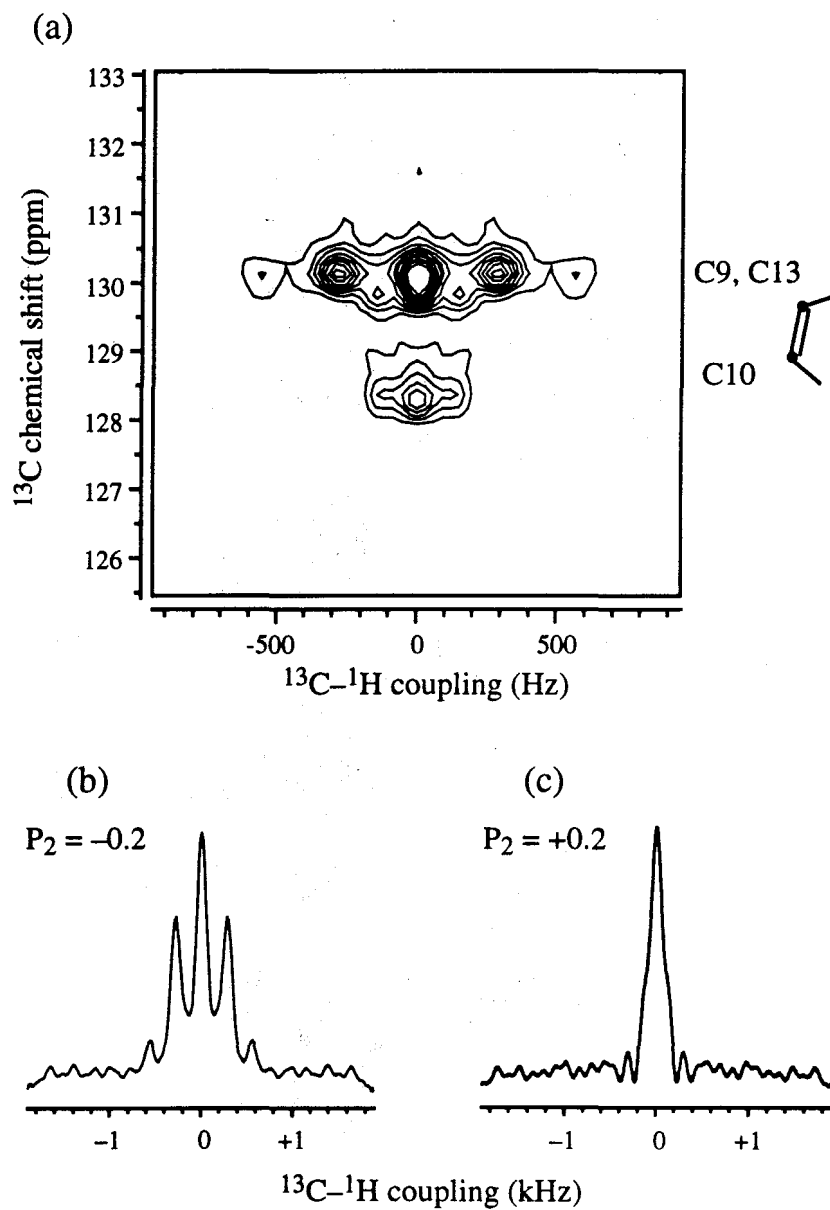 (a)
133
132
131
130
129
128
127
126
¹³C chemical shift (ppm)
C9, C13
C10
-500
0
500
¹³C–¹H coupling (Hz)
(b)
(c)
P₂ = –0.2
P₂ = +0.2
–1
0
+1
–1
0
+1
¹³C–¹H coupling (kHz)